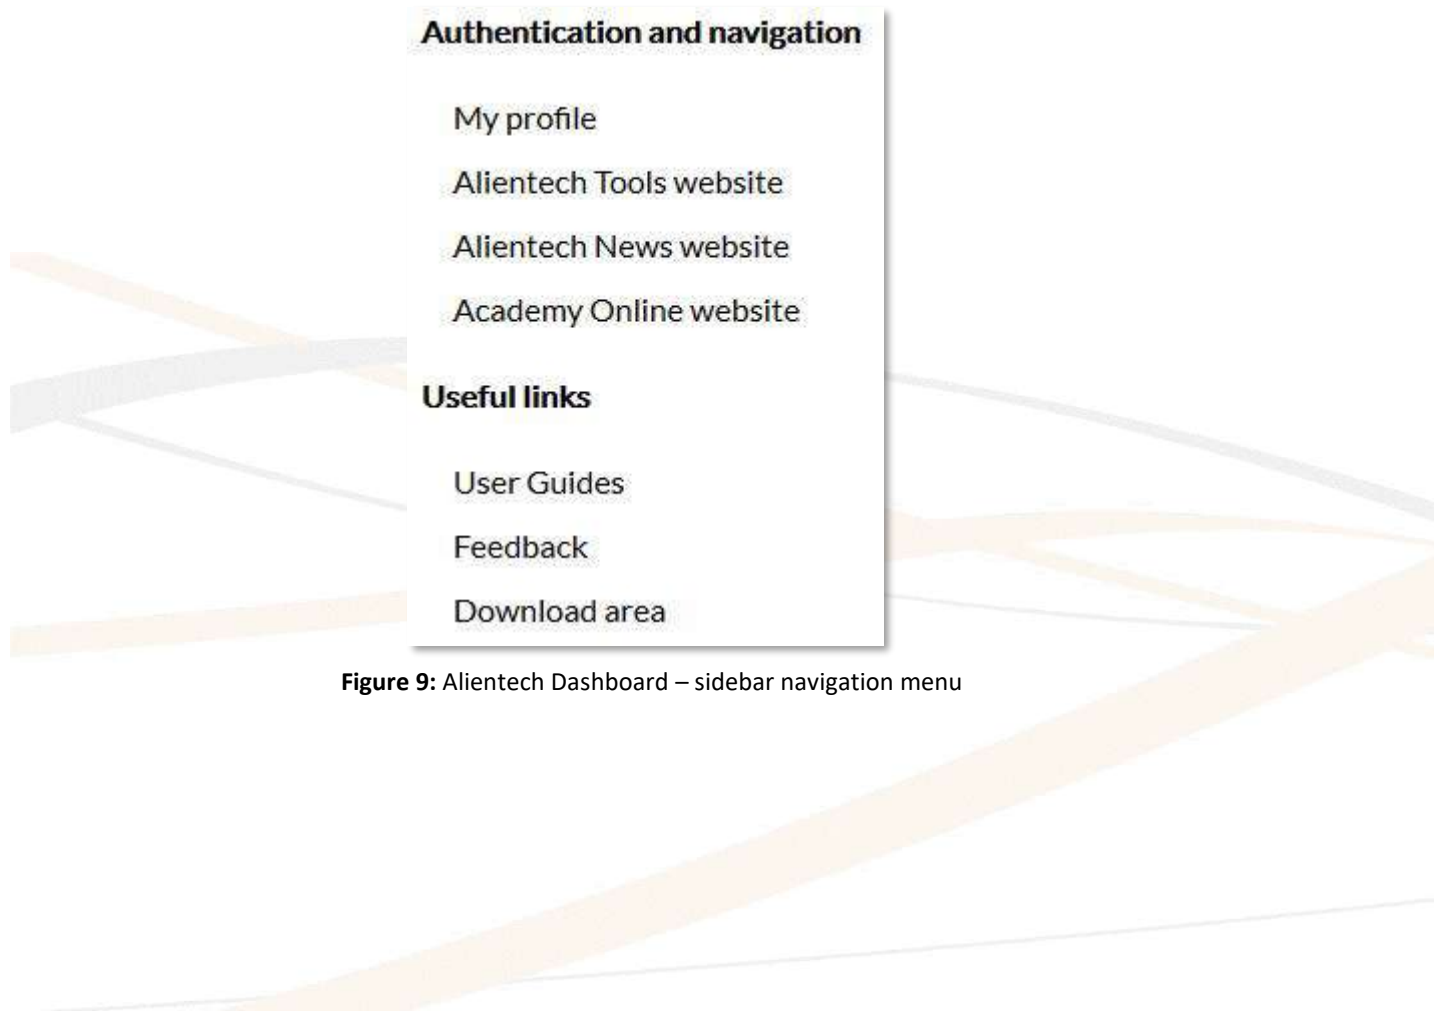 Authentication and navigation
My profile
Alientech Tools website
Alientech News website
Academy Online website
Useful links
User Guides
Feedback
Download area
Figure 9: Alientech Dashboard – sidebar navigation menu